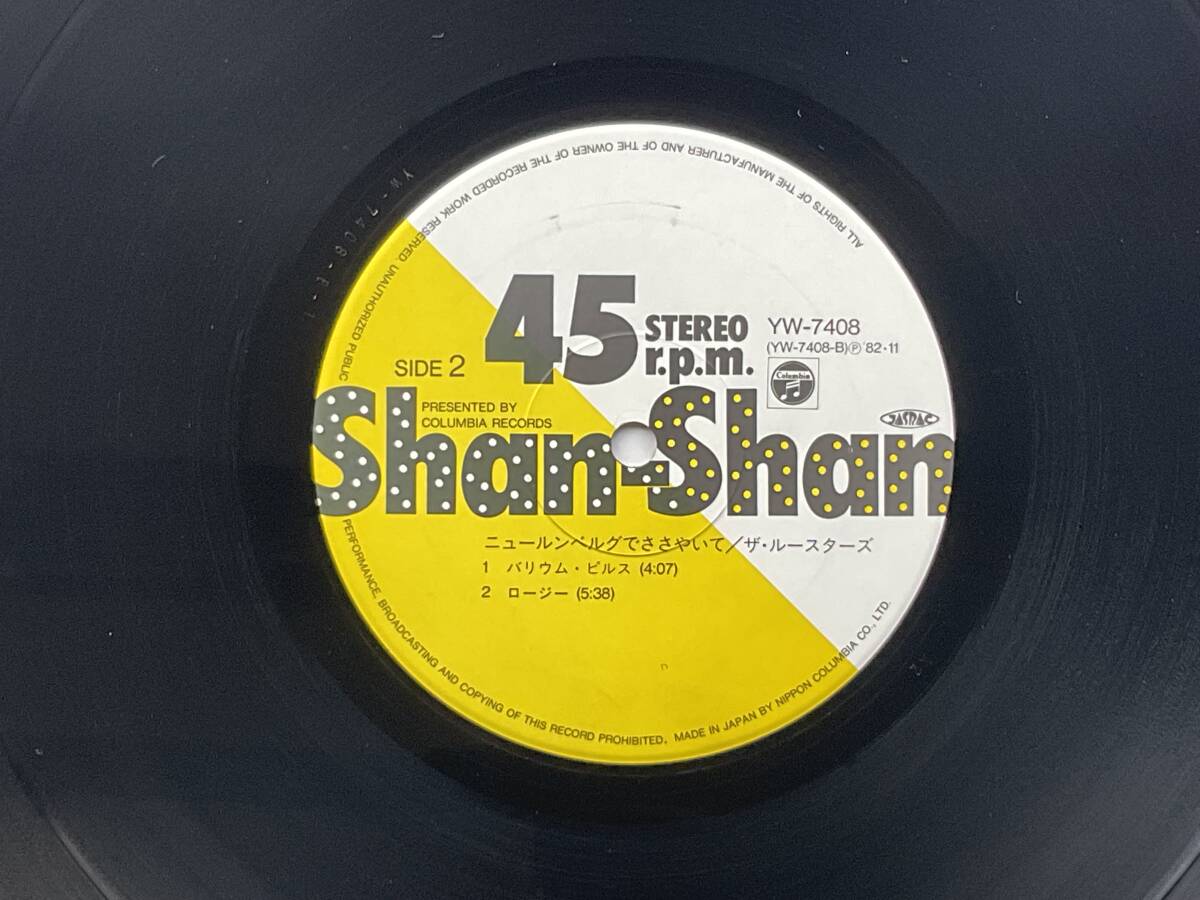 ALL RIGHTS OF THE MANUFACTURER AND OF THE OWNER OF THE RECORDED WORK RESERVED. UNAUTHORIZED PUBLIC PERFORMANCE, BROADCASTING AND COPYING OF THIS RECORD PROHIBITED. MADE IN JAPAN BY NIPPON COLUMBIA CO., LTD.
45 STEREO r.p.m.
YW-7408
(YW-7408-B) Ⓟ '82·11
Columbia
JASRAC
SIDE 2
PRESENTED BY
COLUMBIA RECORDS
Shan-Shan
ニュールンベルグでささやいて/ザ・ルースターズ
1 バリウム・ピルス (4:07)
2 ロージー (5:38)